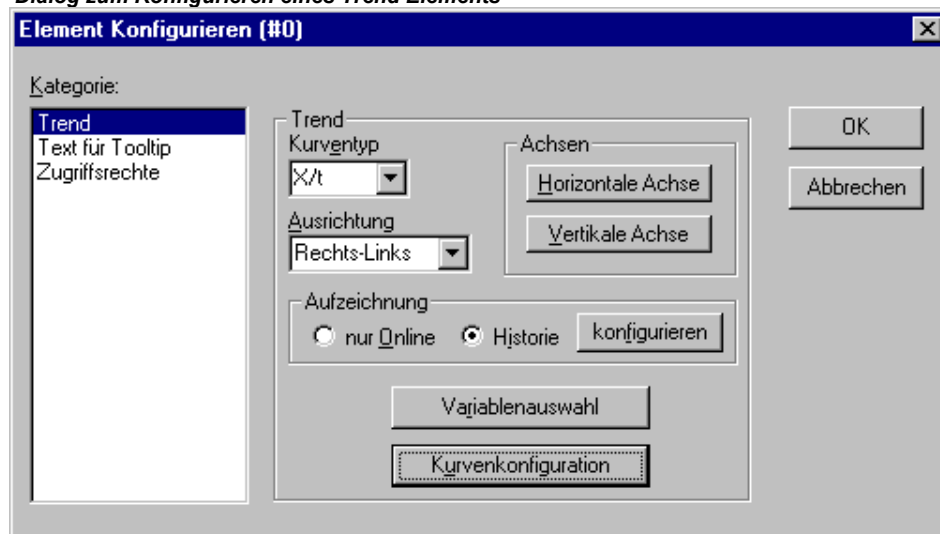 Dialog zum Konfigurieren eines Trend Elements
Element Konfigurieren (#0)
Kategorie:
Trend
Text für Tooltip
Zugriffsrechte
Trend
Kurventyp
X/t
Ausrichtung
Rechts-Links
Achsen
Horizontale Achse
Vertikale Achse
Aufzeichnung
nur Online
Historie
konfigurieren
Variablenauswahl
Kurvenkonfiguration
OK
Abbrechen